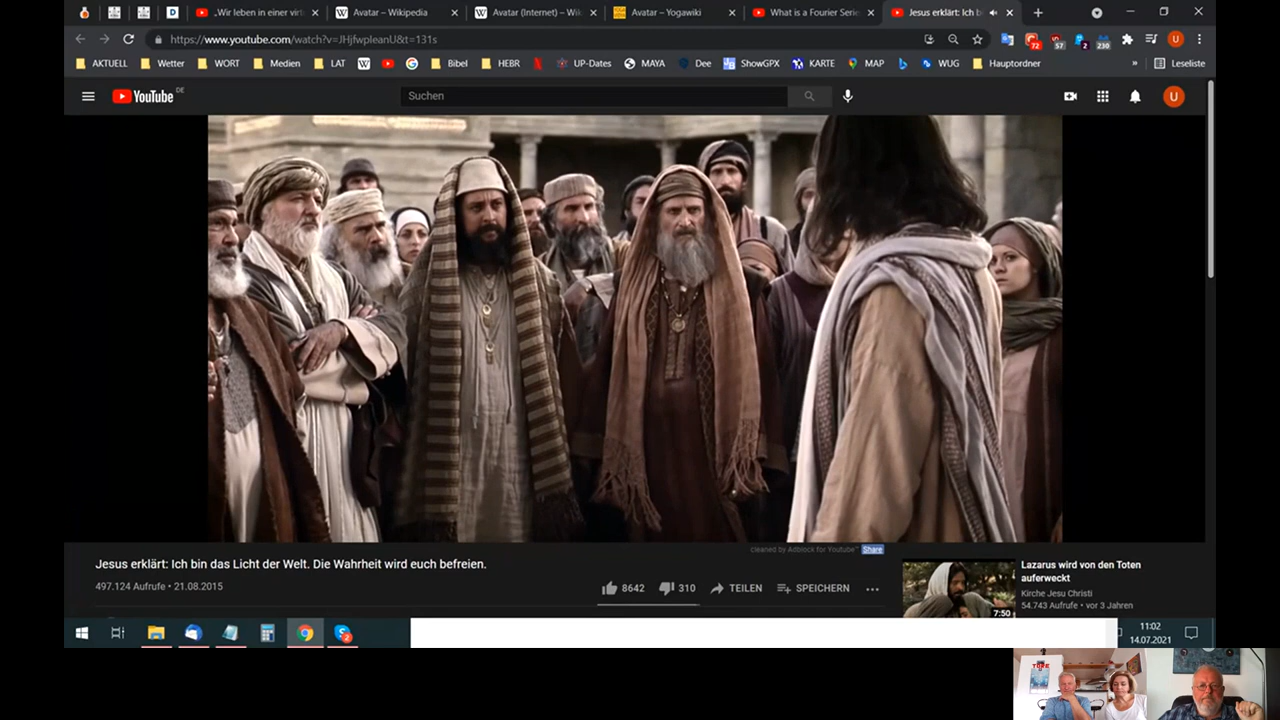 „Wir leben in einer virt
Avatar – Wikipedia
Avatar (Internet) – Wik
Avatar – Yogawiki
What is a Fourier Serie
Jesus erklärt: Ich b
https://www.youtube.com/watch?v=JHjfwpleanU&t=131s
72
57
2
230
U
AKTUELL
Wetter
WORT
Medien
LAT
Bibel
HEBR
UP-Dates
MAYA
Dee
ShowGPX
KARTE
MAP
WUG
Hauptordner
»
Leseliste
YouTube DE
Suchen
U
cleaned by Adblock for Youtube™ Share
Jesus erklärt: Ich bin das Licht der Welt. Die Wahrheit wird euch befreien.
497.124 Aufrufe • 21.08.2015
8642
310
TEILEN
SPEICHERN
Lazarus wird von den Toten
auferweckt
Kirche Jesu Christi
54.743 Aufrufe • vor 3 Jahren
7:50
11:02
14.07.2021